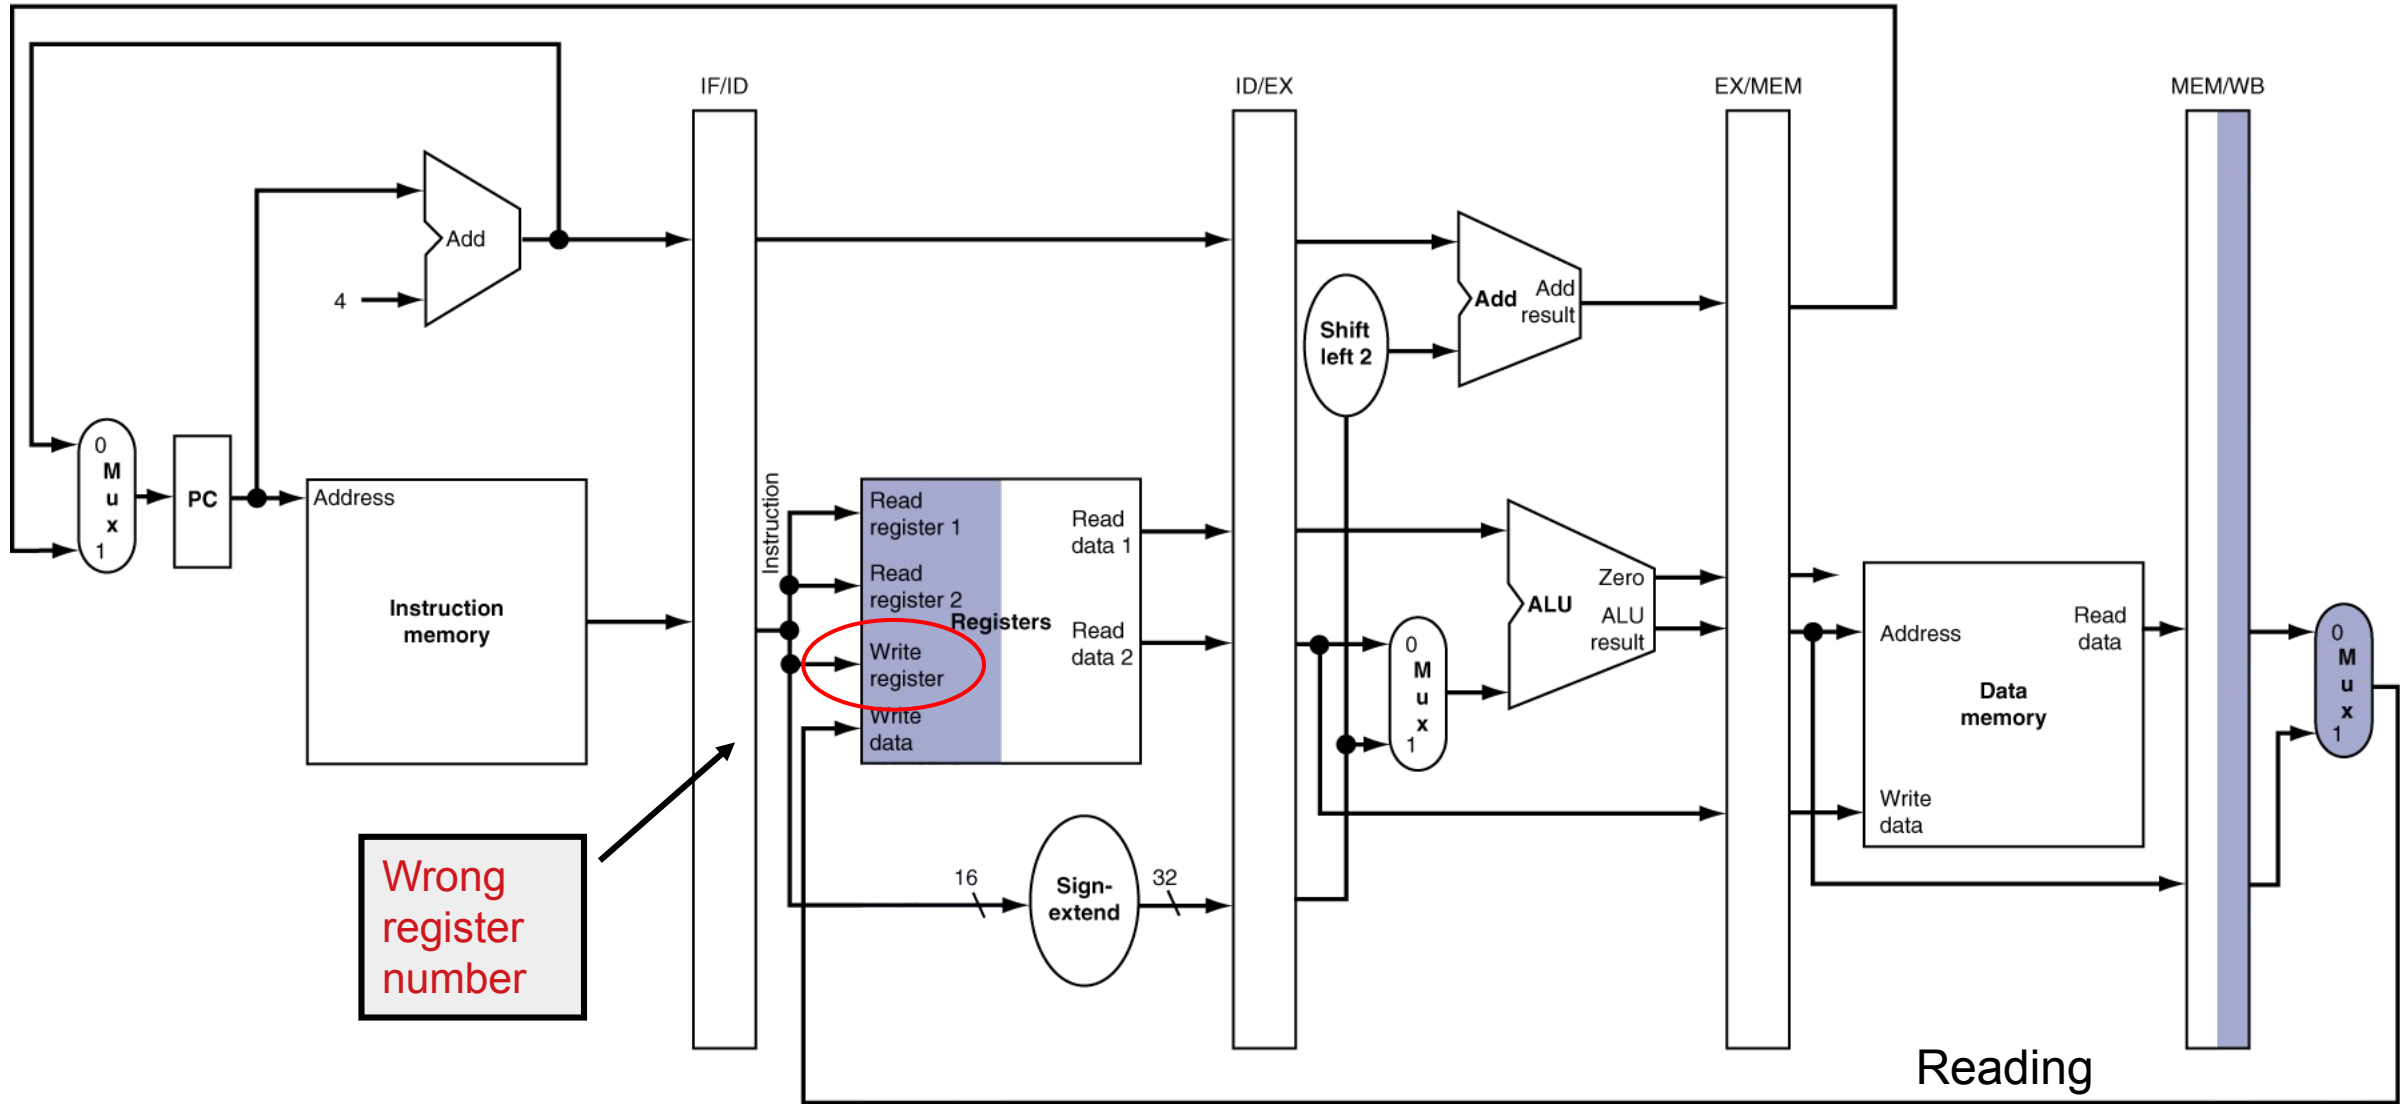 IF/ID
ID/EX
EX/MEM
MEM/WB
Add
4
Add
Add
result
Shift
left 2
0
M
u
x
1
PC
Address
Instruction
memory
Instruction
Read
register 1
Read
register 2
Registers
Write
register
Write
data
Read
data 1
Read
data 2
0
M
u
x
1
Zero
ALU
ALU
result
Address
Read
data
Data
memory
Write
data
0
M
u
x
1
Wrong
register
number
16
Sign-
extend
32
Reading